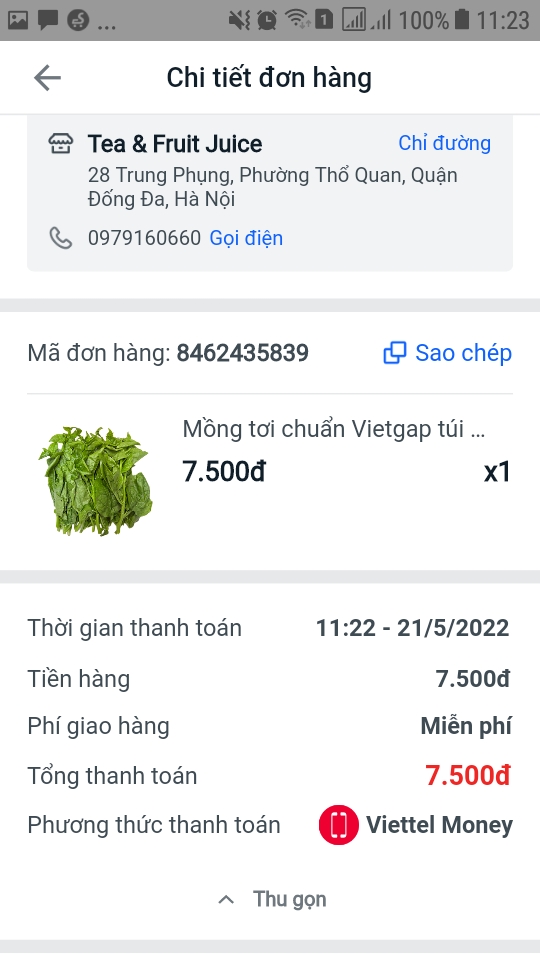 ... 1 100% 11:23
Chi tiết đơn hàng
Tea & Fruit Juice Chỉ đường
28 Trung Phụng, Phường Thổ Quan, Quận
Đống Đa, Hà Nội
0979160660 Gọi điện
Mã đơn hàng: 8462435839 Sao chép
Mồng tơi chuẩn Vietgap túi ...
7.500đ x1
Thời gian thanh toán 11:22 - 21/5/2022
Tiền hàng 7.500đ
Phí giao hàng Miễn phí
Tổng thanh toán 7.500đ
Phương thức thanh toán Viettel Money
Thu gọn